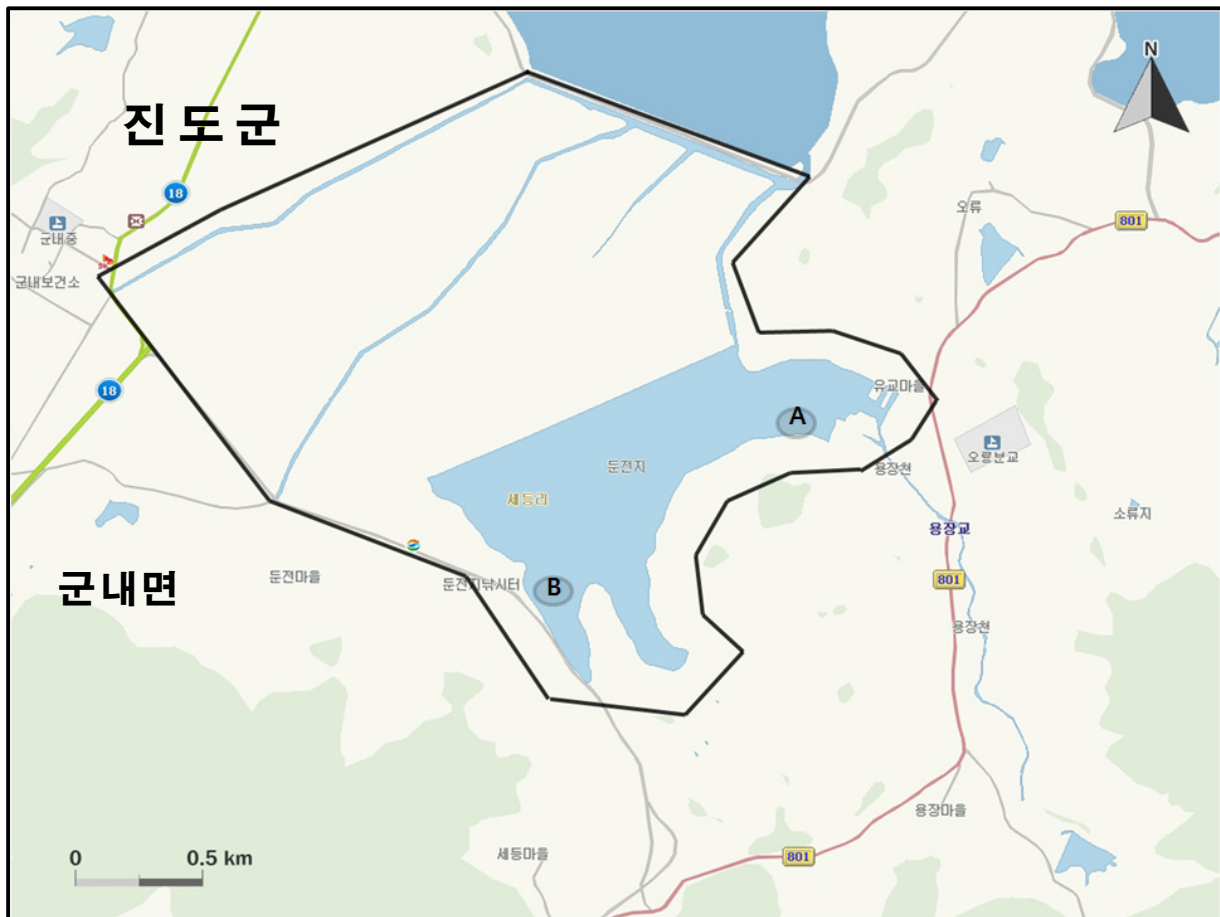 N
진도군
18
801
오류
군내중
군내보건소
18
유교마을
A
오룡분교
둔전지
용장천
세등리
소류지
용장교
둔전마을
둔전지낚시터
B
801
군내면
용장천
용장마을
세등마을
801
0
0.5 km